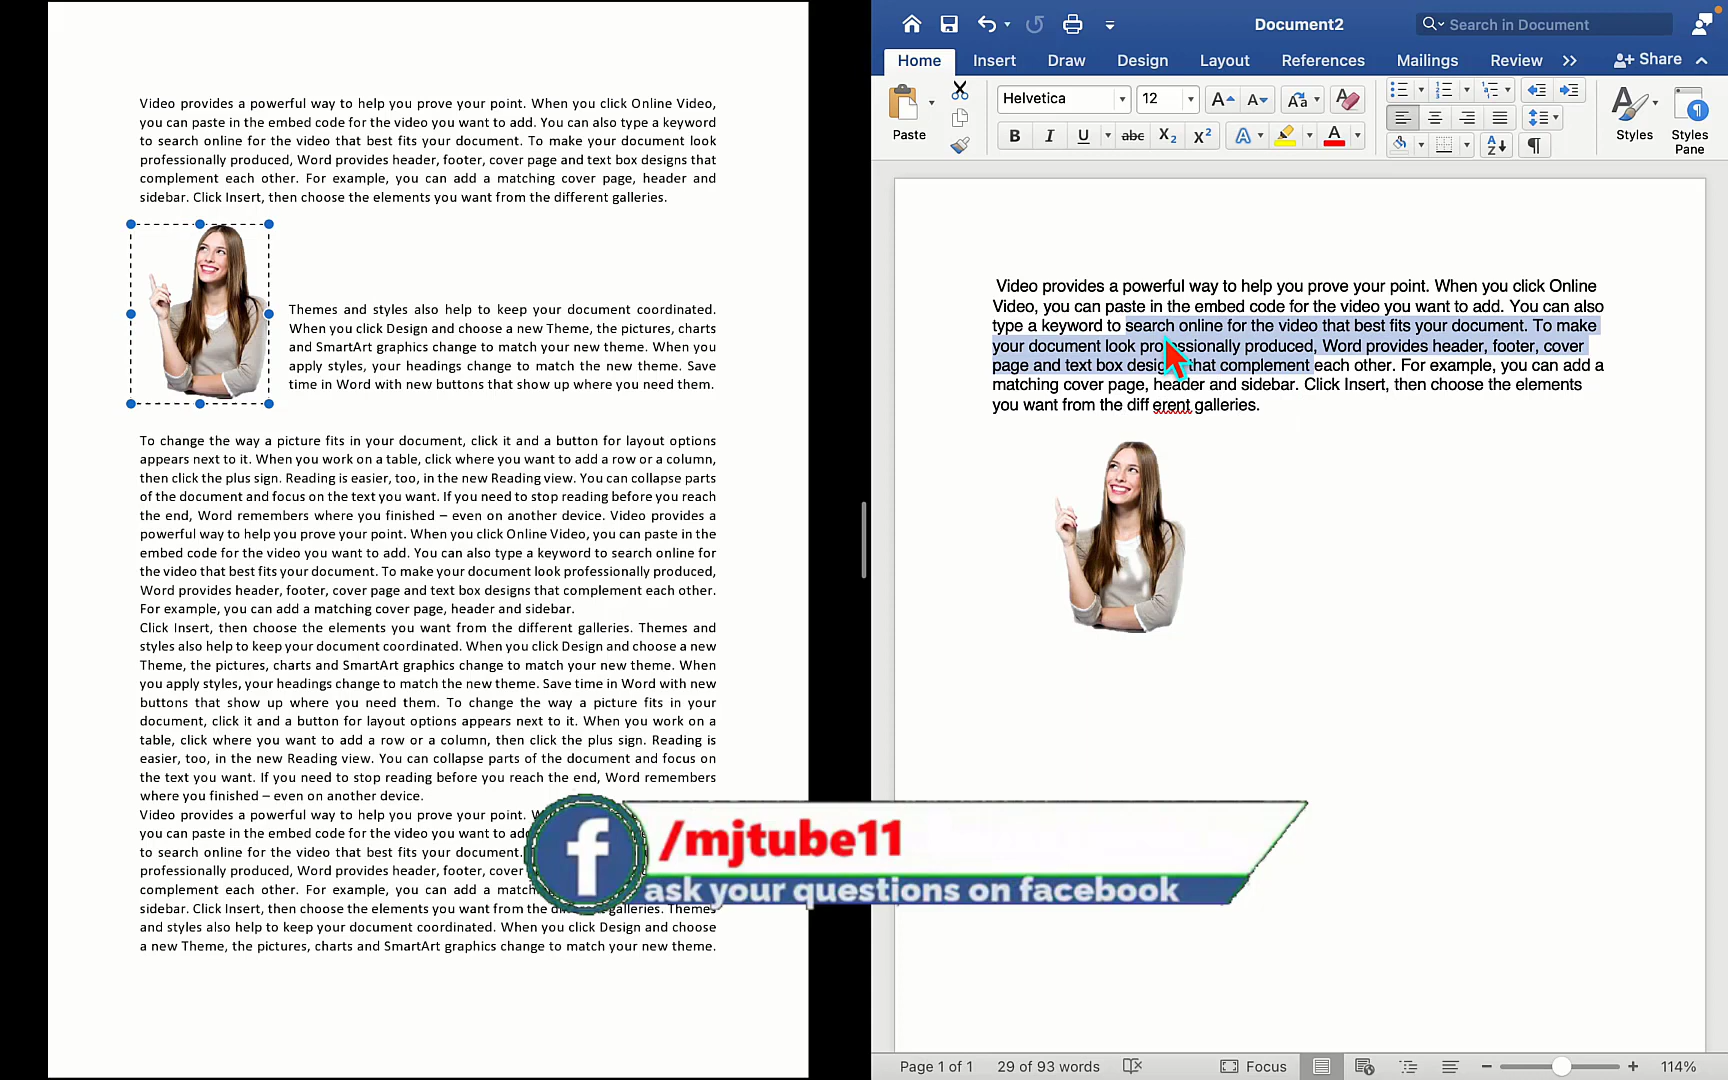 Video provides a powerful way to help you prove your point. When you click Online Video,
you can paste in the embed code for the video you want to add. You can also type a keyword
to search online for the video that best fits your document. To make your document look
professionally produced, Word provides header, footer, cover page and text box designs that
complement each other. For example, you can add a matching cover page, header and
sidebar. Click Insert, then choose the elements you want from the different galleries.
Themes and styles also help to keep your document coordinated.
When you click Design and choose a new Theme, the pictures, charts
and SmartArt graphics change to match your new theme. When you
apply styles, your headings change to match the new theme. Save
time in Word with new buttons that show up where you need them.
To change the way a picture fits in your document, click it and a button for layout options
appears next to it. When you work on a table, click where you want to add a row or a column,
then click the plus sign. Reading is easier, too, in the new Reading view. You can collapse parts
of the document and focus on the text you want. If you need to stop reading before you reach
the end, Word remembers where you finished – even on another device. Video provides a
powerful way to help you prove your point. When you click Online Video, you can paste in the
embed code for the video you want to add. You can also type a keyword to search online for
the video that best fits your document. To make your document look professionally produced,
Word provides header, footer, cover page and text box designs that complement each other.
For example, you can add a matching cover page, header and sidebar.
Click Insert, then choose the elements you want from the different galleries. Themes and
styles also help to keep your document coordinated. When you click Design and choose a new
Theme, the pictures, charts and SmartArt graphics change to match your new theme. When
you apply styles, your headings change to match the new theme. Save time in Word with new
buttons that show up where you need them. To change the way a picture fits in your
document, click it and a button for layout options appears next to it. When you work on a
table, click where you want to add a row or a column, then click the plus sign. Reading is
easier, too, in the new Reading view. You can collapse parts of the document and focus on
the text you want. If you need to stop reading before you reach the end, Word remembers
where you finished – even on another device.
Video provides a powerful way to help you prove your point.
you can paste in the embed code for the video you want to add
to search online for the video that best fits your document.
professionally produced, Word provides header, footer, cover
complement each other. For example, you can add a
sidebar. Click Insert, then choose the elements you want from the galleries. Themes
and styles also help to keep your document coordinated. When you click Design and choose
a new Theme, the pictures, charts and SmartArt graphics change to match your new theme.
Document2
Search in Document
Home Insert Draw Design Layout References Mailings Review Share
Paste
Helvetica 12
Styles
Styles Pane
Video provides a powerful way to help you prove your point. When you click Online
Video, you can paste in the embed code for the video you want to add. You can also
type a keyword to search online for the video that best fits your document. To make
your document look professionally produced, Word provides header, footer, cover
page and text box that complement each other. For example, you can add a
matching cover page, header and sidebar. Click Insert, then choose the elements
you want from the diff erent galleries.
/mjtube11
ask your questions on facebook
Page 1 of 1 29 of 93 words Focus 114%